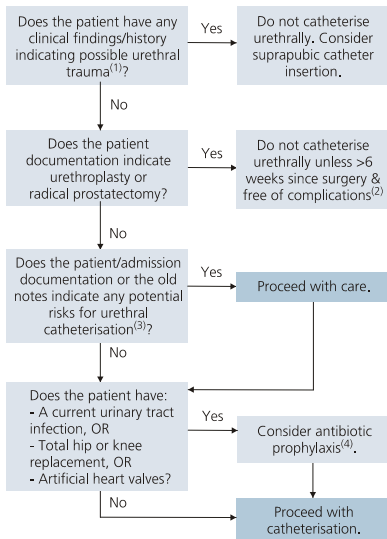 Does the patient have any
clinical findings/history
indicating possible urethral
trauma(1)?
Yes
Do not catheterise
urethrally. Consider
suprapubic catheter
insertion.
No
Does the patient
documentation indicate
urethroplasty or
radical prostatectomy?
Yes
Do not catheterise
urethrally unless >6
weeks since surgery &
free of complications(2)
No
Does the patient/admission
documentation or the old
notes indicate any potential
risks for urethral
catheterisation(3)?
Yes
Proceed with care.
No
Does the patient have:
- A current urinary tract
infection, OR
- Total hip or knee
replacement, OR
- Artificial heart valves?
Yes
Consider antibiotic
prophylaxis(4).
No
Proceed with
catheterisation.